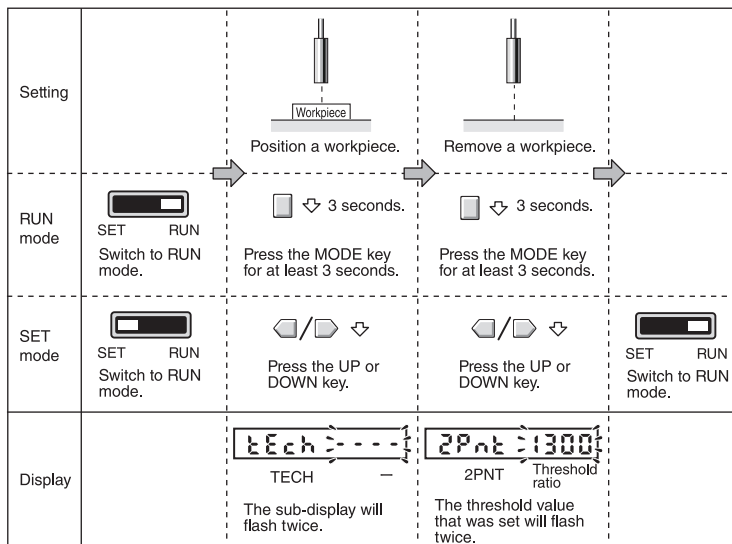 Setting
Workpiece
Position a workpiece.
Remove a workpiece.
RUN
mode
SET RUN
Switch to RUN
mode.
3 seconds.
Press the MODE key
for at least 3 seconds.
3 seconds.
Press the MODE key
for at least 3 seconds.
SET
mode
SET RUN
Switch to RUN
mode.
/
Press the UP or
DOWN key.
/
Press the UP or
DOWN key.
SET RUN
Switch to RUN
mode.
Display
tEch ----
TECH –
The sub-display will
flash twice.
2Pnt 1300
2PNT Threshold
ratio
The threshold value
that was set will flash
twice.